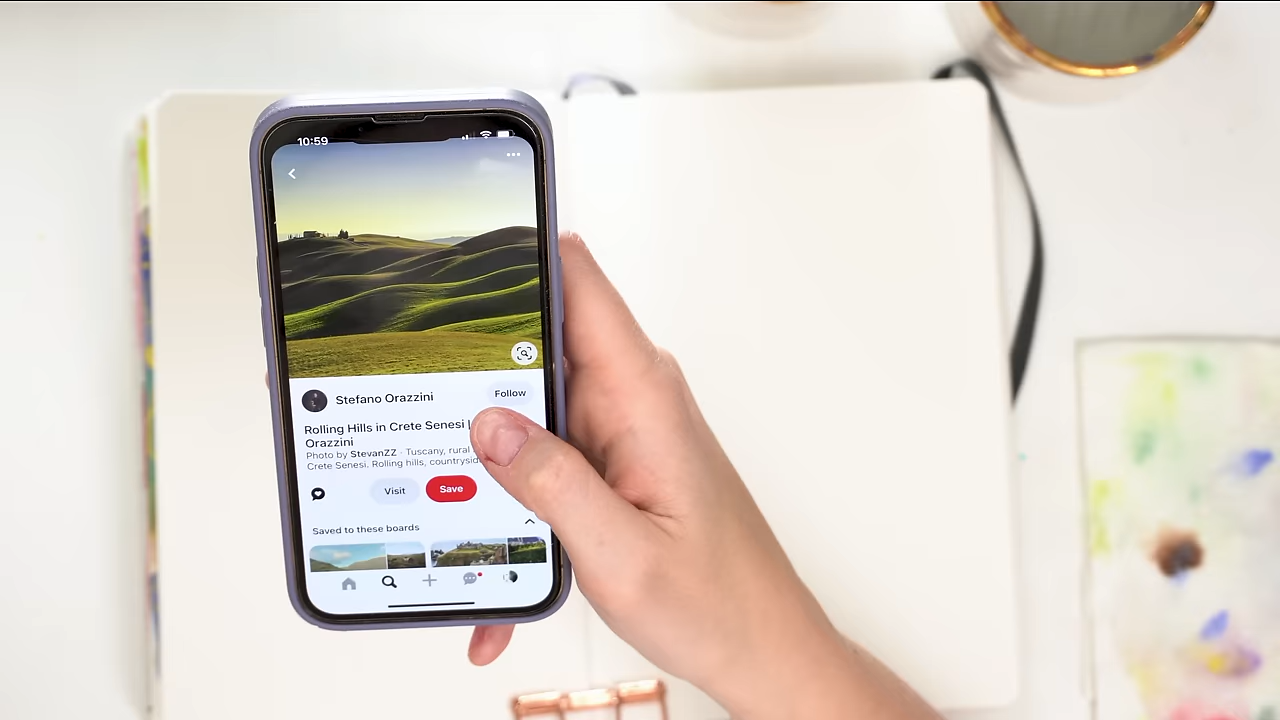 10:59
Stefano Orazzini
Follow
Rolling Hills in Crete Senesi |
Orazzini
Photo by StevanZZ · Tuscany, rural
Crete Senesi. Rolling hills, countrysid
Visit
Save
Saved to these boards